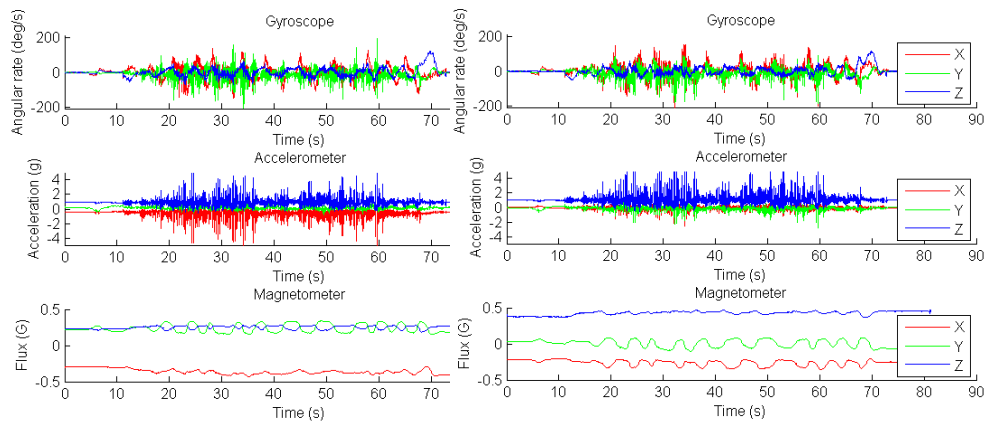 Gyroscope
Angular rate (deg/s)
200
0
-200
0 10 20 30 40 50 60 70
Time (s)
Accelerometer
Acceleration (g)
4
2
0
-2
-4
0 10 20 30 40 50 60 70
Time (s)
Magnetometer
Flux (G)
0.5
0
-0.5
0 10 20 30 40 50 60 70
Time (s)
Gyroscope
Angular rate (deg/s)
200
0
-200
X
Y
Z
0 10 20 30 40 50 60 70 80 90
Time (s)
Accelerometer
Acceleration (g)
4
2
0
-2
-4
X
Y
Z
0 10 20 30 40 50 60 70 80 90
Time (s)
Magnetometer
Flux (G)
0.5
0
-0.5
X
Y
Z
0 10 20 30 40 50 60 70 80 90
Time (s)